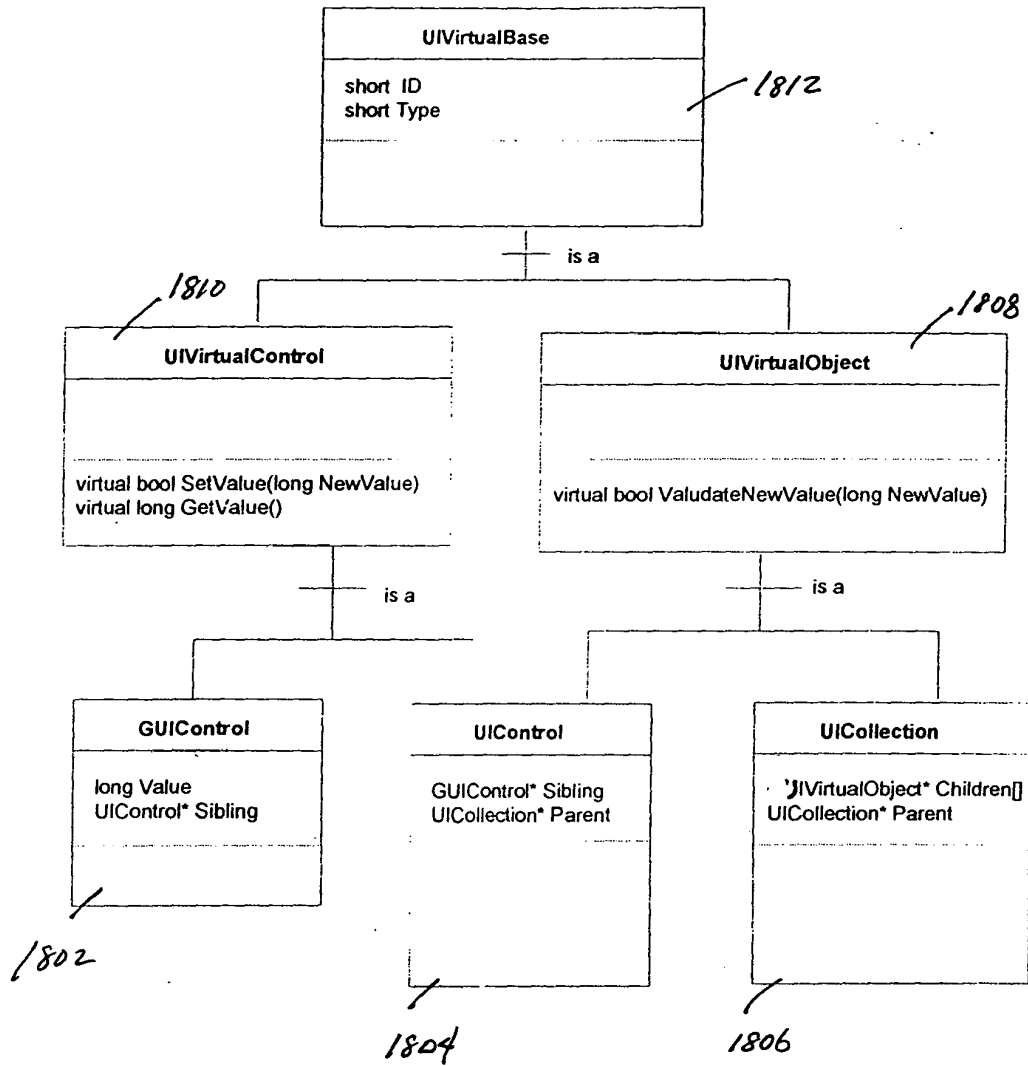 UIVirtualBase
short ID
short Type
1812
is a
1810
1808
UIVirtualControl
UIVirtualObject
virtual bool SetValue(long NewValue)
virtual long GetValue()
virtual bool ValudateNewValue(long NewValue)
is a
is a
GUIControl
UIControl
UICollection
long Value
UIControl* Sibling
GUIControl* Sibling
UICollection* Parent
UIVirtualObject* Children[]
UICollection* Parent
1802
1804
1806